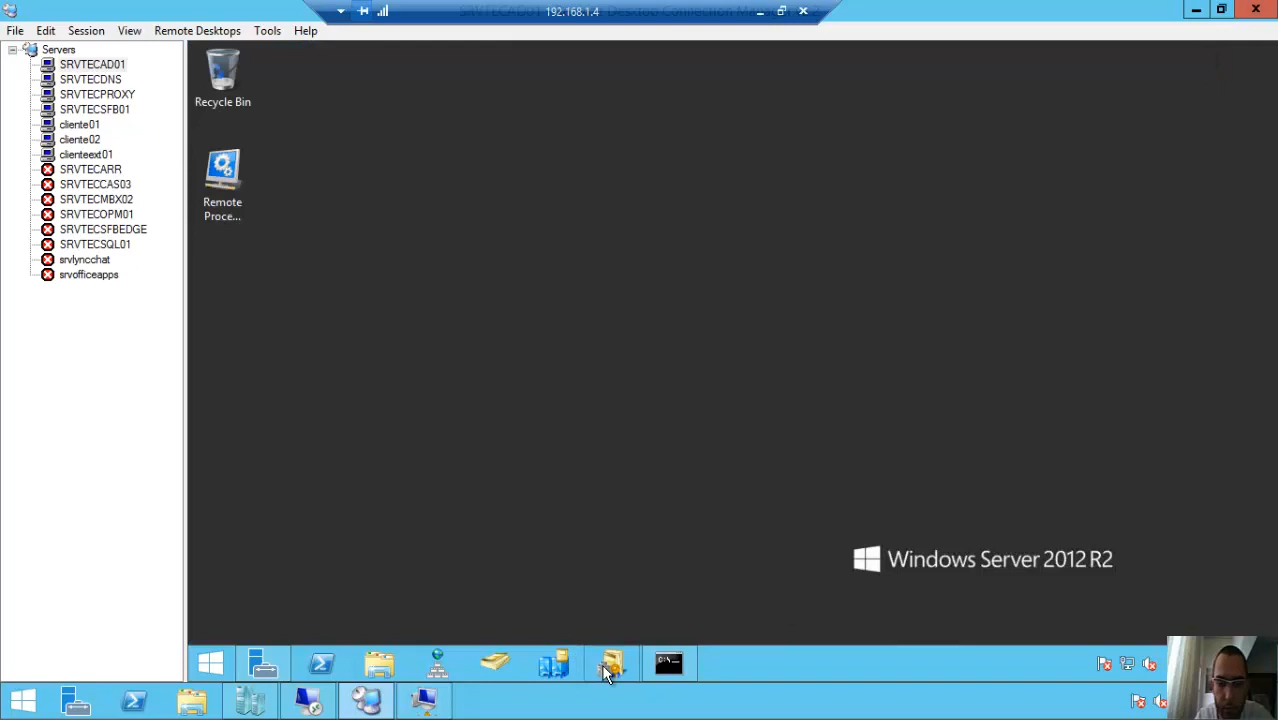 192.168.1.4
File Edit Session View Remote Desktops Tools Help
Servers
SRVTECAD01
SRVTECDNS
SRVTECPROXY
SRVTECSFB01
cliente01
cliente02
clienteext01
SRVTECARR
SRVTECCAS03
SRVTECMBX02
SRVTECOPM01
SRVTECSFBEDGE
SRVTECSQL01
srvlyncchat
srvofficeapps
Recycle Bin
Remote
Proce...
Windows Server 2012 R2